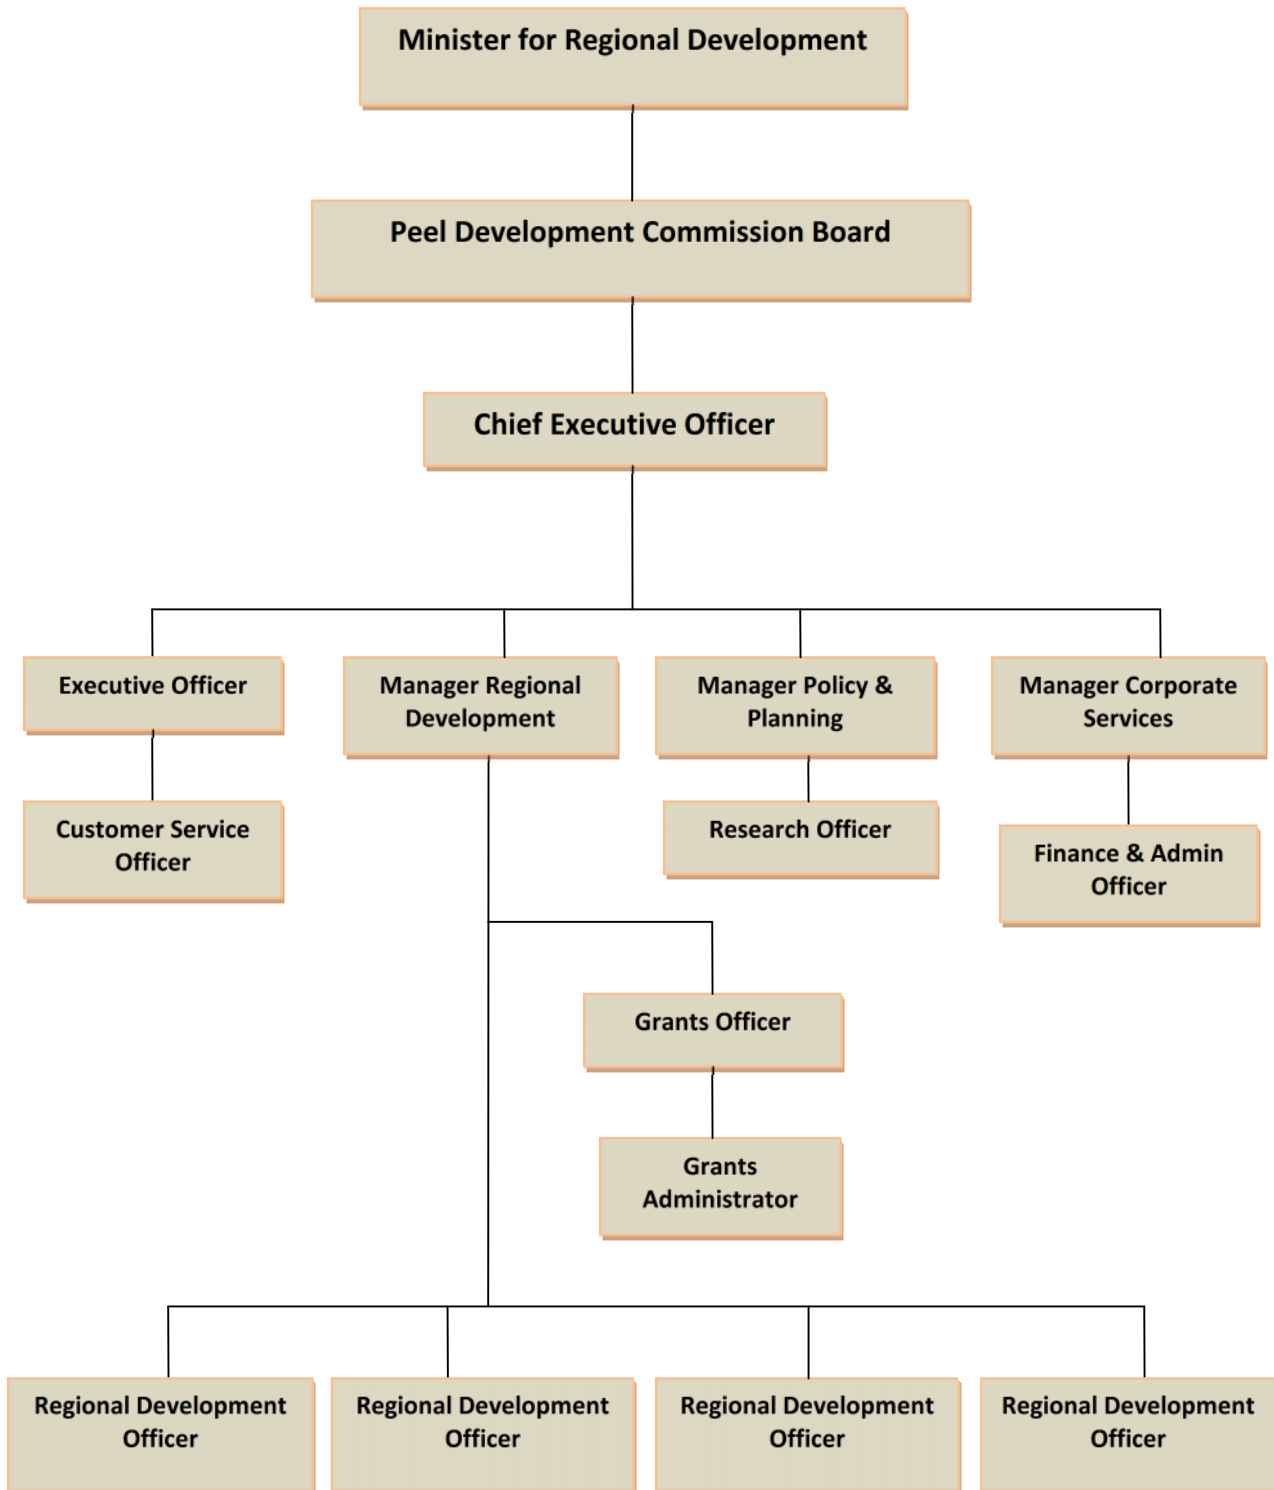 Minister for Regional Development
Peel Development Commission Board
Chief Executive Officer
Executive Officer
Manager Regional
Development
Manager Policy &
Planning
Manager Corporate
Services
Customer Service
Officer
Research Officer
Finance & Admin
Officer
Grants Officer
Grants
Administrator
Regional Development
Officer
Regional Development
Officer
Regional Development
Officer
Regional Development
Officer